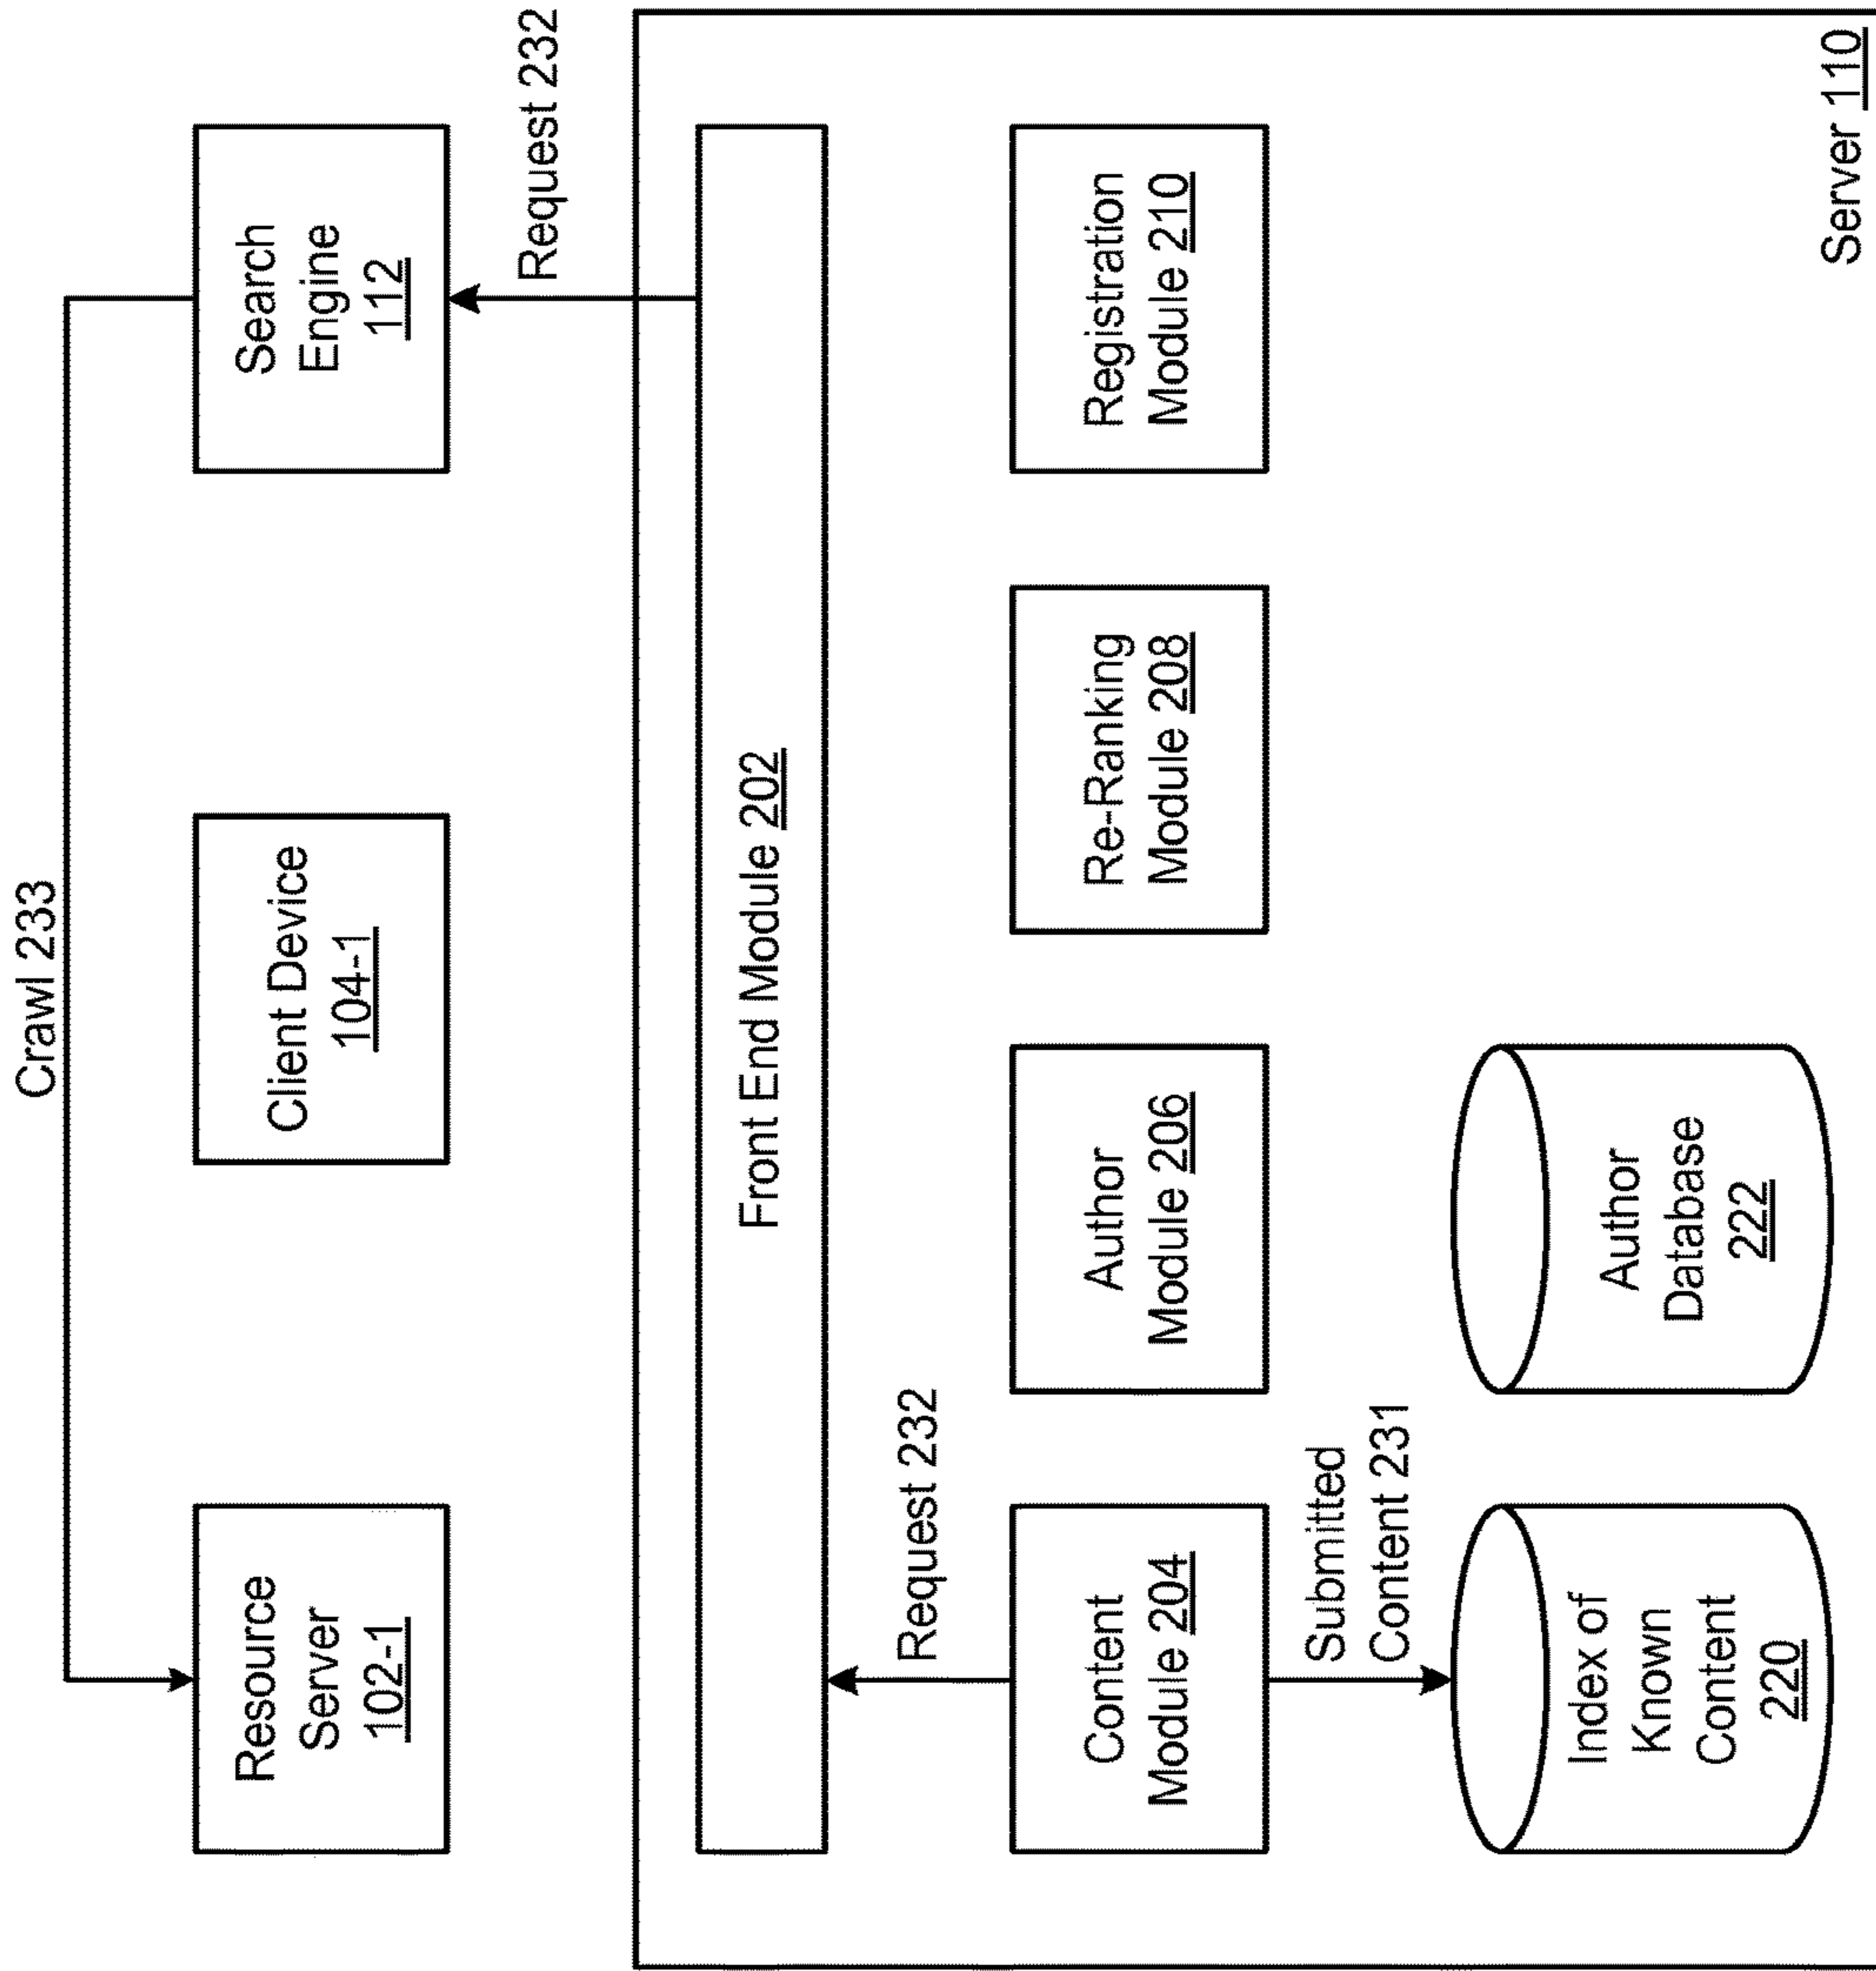 Crawl 233
Resource
Server
102-1
Client Device
104-1
Search
Engine
112
Request 232
Front End Module 202
Request 232
Content
Module 204
Author
Module 206
Re-Ranking
Module 208
Registration
Module 210
Submitted
Content 231
Index of
Known
Content
220
Author
Database
222
Server 110